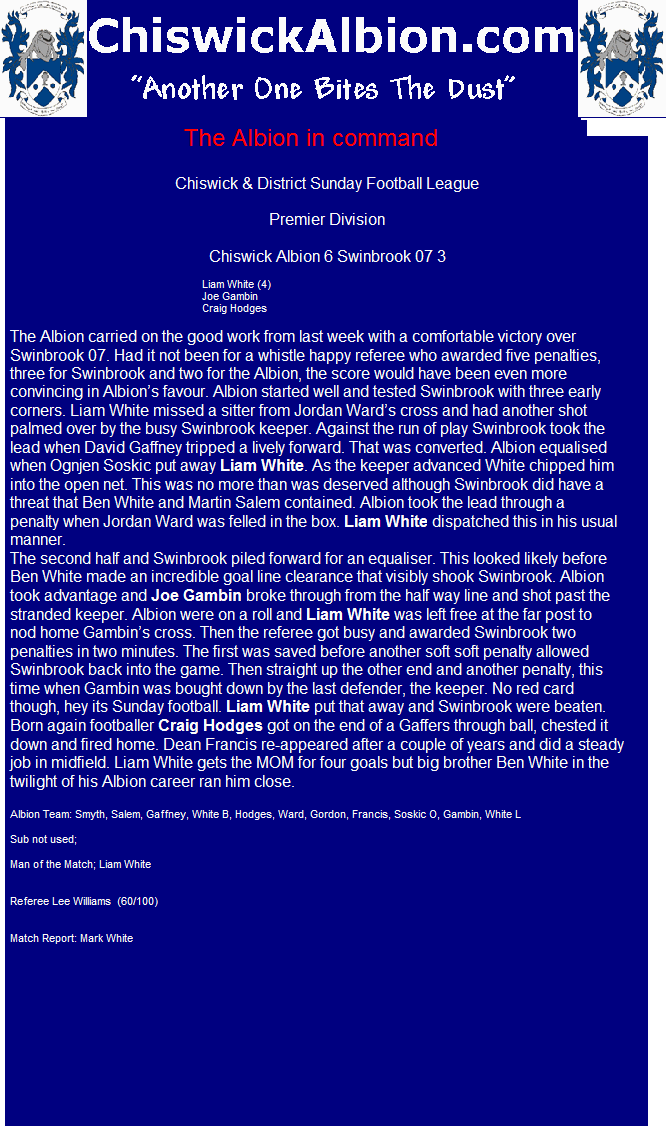 ChiswickAlbion.com
“Another One Bites The Dust”
The Albion in command
Chiswick & District Sunday Football League
Premier Division
Chiswick Albion 6 Swinbrook 07 3
Liam White (4)
Joe Gambin
Craig Hodges
The Albion carried on the good work from last week with a comfortable victory over
Swinbrook 07. Had it not been for a whistle happy referee who awarded five penalties,
three for Swinbrook and two for the Albion, the score would have been even more
convincing in Albion’s favour. Albion started well and tested Swinbrook with three early
corners. Liam White missed a sitter from Jordan Ward’s cross and had another shot
palmed over by the busy Swinbrook keeper. Against the run of play Swinbrook took the
lead when David Gaffney tripped a lively forward. That was converted. Albion equalised
when Ognjen Soskic put away Liam White. As the keeper advanced White chipped him
into the open net. This was no more than was deserved although Swinbrook did have a
threat that Ben White and Martin Salem contained. Albion took the lead through a
penalty when Jordan Ward was felled in the box. Liam White dispatched this in his usual
manner.
The second half and Swinbrook piled forward for an equaliser. This looked likely before
Ben White made an incredible goal line clearance that visibly shook Swinbrook. Albion
took advantage and Joe Gambin broke through from the half way line and shot past the
stranded keeper. Albion were on a roll and Liam White was left free at the far post to
nod home Gambin’s cross. Then the referee got busy and awarded Swinbrook two
penalties in two minutes. The first was saved before another soft soft penalty allowed
Swinbrook back into the game. Then straight up the other end and another penalty, this
time when Gambin was bought down by the last defender, the keeper. No red card
though, hey its Sunday football. Liam White put that away and Swinbrook were beaten.
Born again footballer Craig Hodges got on the end of a Gaffers through ball, chested it
down and fired home. Dean Francis re-appeared after a couple of years and did a steady
job in midfield. Liam White gets the MOM for four goals but big brother Ben White in the
twilight of his Albion career ran him close.
Albion Team: Smyth, Salem, Gaffney, White B, Hodges, Ward, Gordon, Francis, Soskic O, Gambin, White L
Sub not used;
Man of the Match; Liam White
Referee Lee Williams (60/100)
Match Report: Mark White